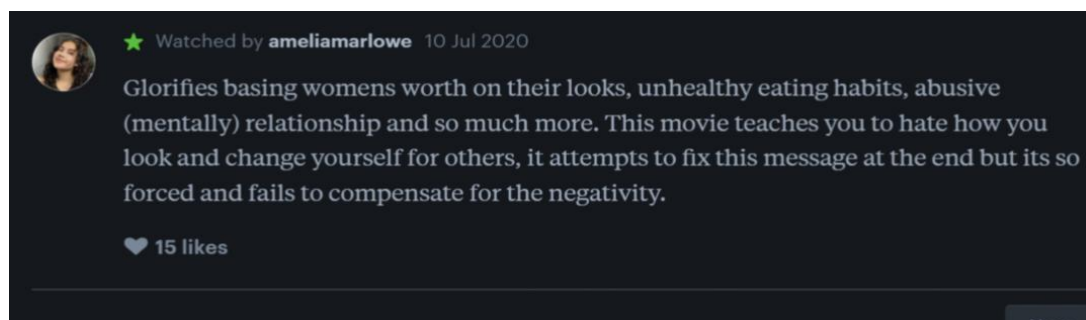 Watched by ameliamarlowe 10 Jul 2020
Glorifies basing womens worth on their looks, unhealthy eating habits, abusive
(mentally) relationship and so much more. This movie teaches you to hate how you
look and change yourself for others, it attempts to fix this message at the end but its so
forced and fails to compensate for the negativity.
15 likes